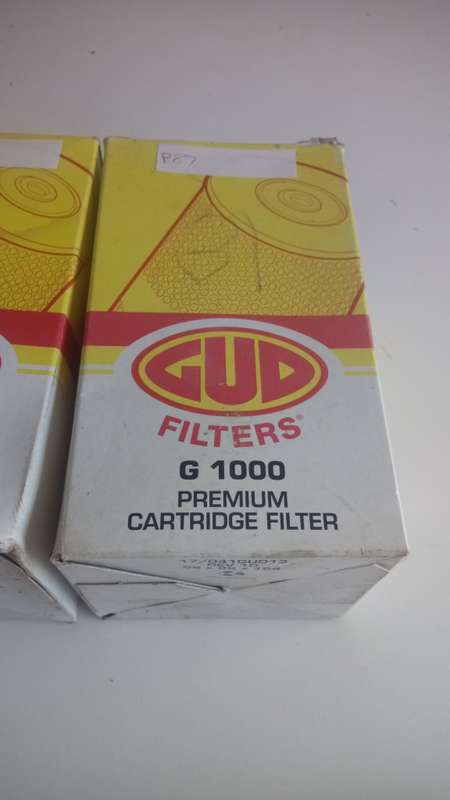 P87
GUD
FILTERS®
G 1000
PREMIUM
CARTRIDGE FILTER